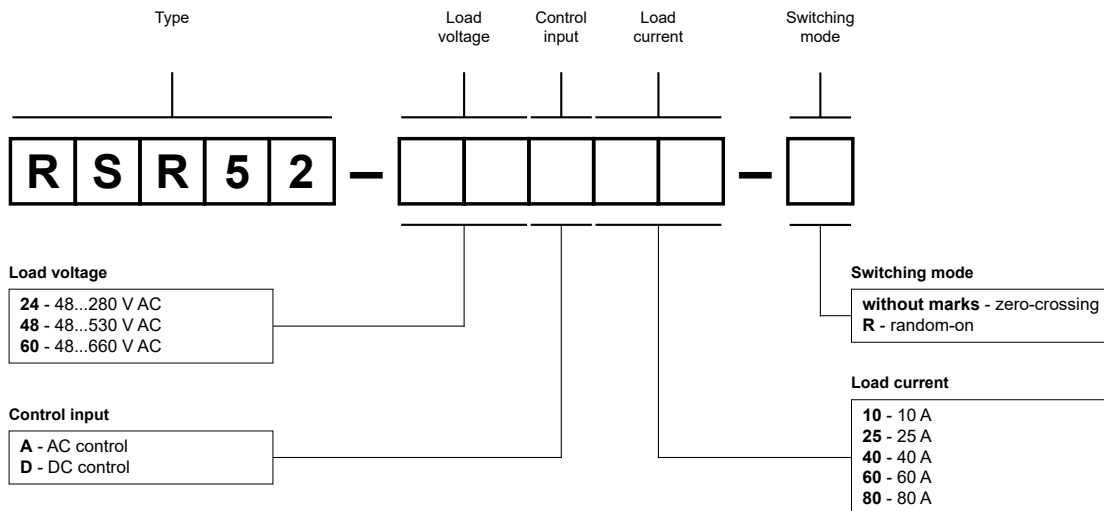 Type
Load
voltage
Control
input
Load
current
Switching
mode
RSR52 – –
Load voltage
24 - 48...280 V AC
48 - 48...530 V AC
60 - 48...660 V AC
Control input
A - AC control
D - DC control
Switching mode
without marks - zero-crossing
R - random-on
Load current
10 - 10 A
25 - 25 A
40 - 40 A
60 - 60 A
80 - 80 A